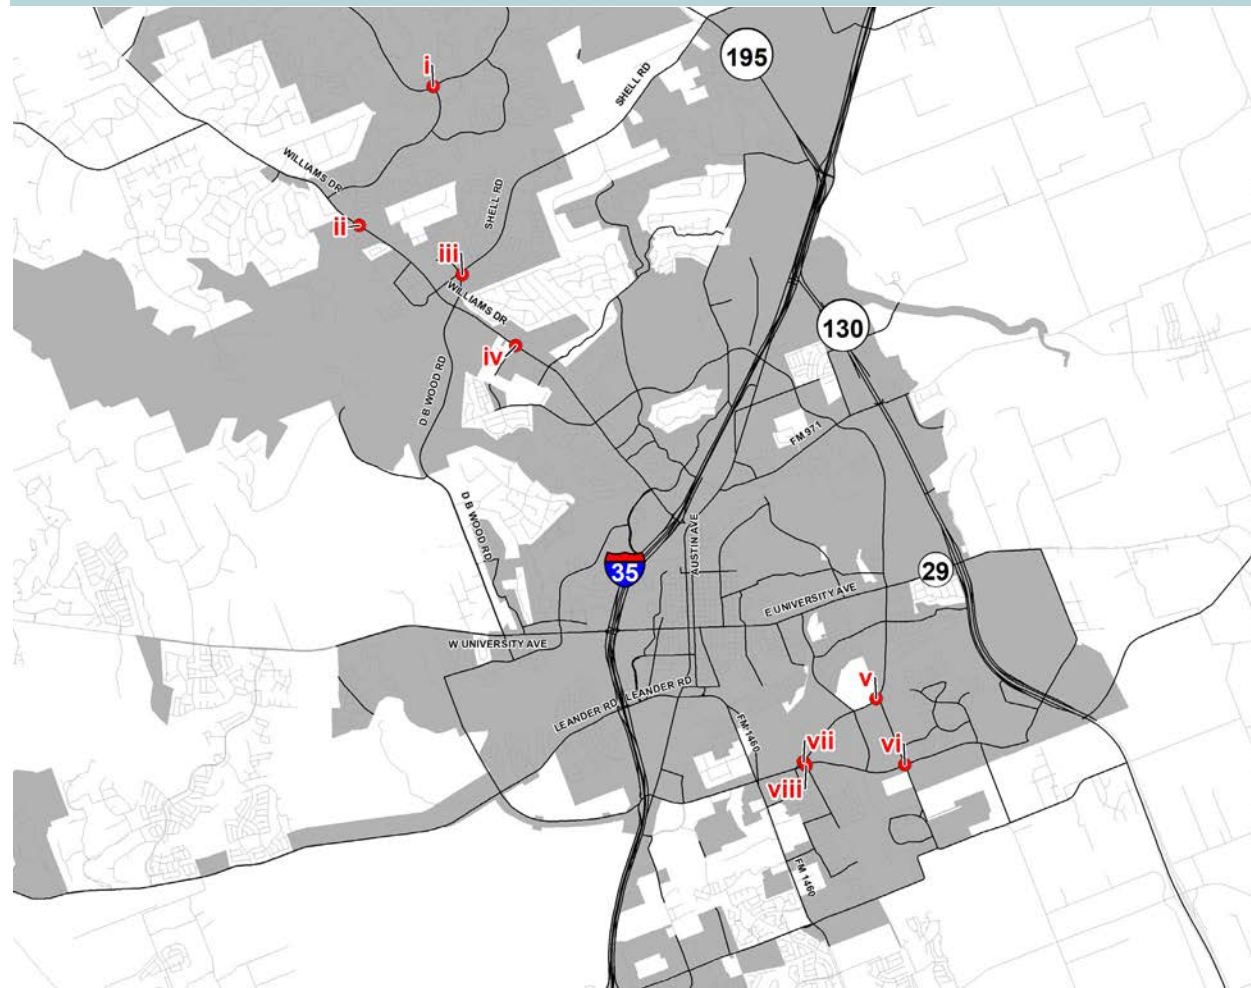 195
i
SHELL RD
WILLIAMS DR
SHELL RD
ii
iii
WILLIAMS DR
130
iv
D B WOOD RD
FM 971
D B WOOD RD
AUSTIN AVE
35
29
E UNIVERSITY AVE
W UNIVERSITY AVE
LEANDER RD
LEANDER RD
v
FM 1460
vii
vi
viii
FM 1460